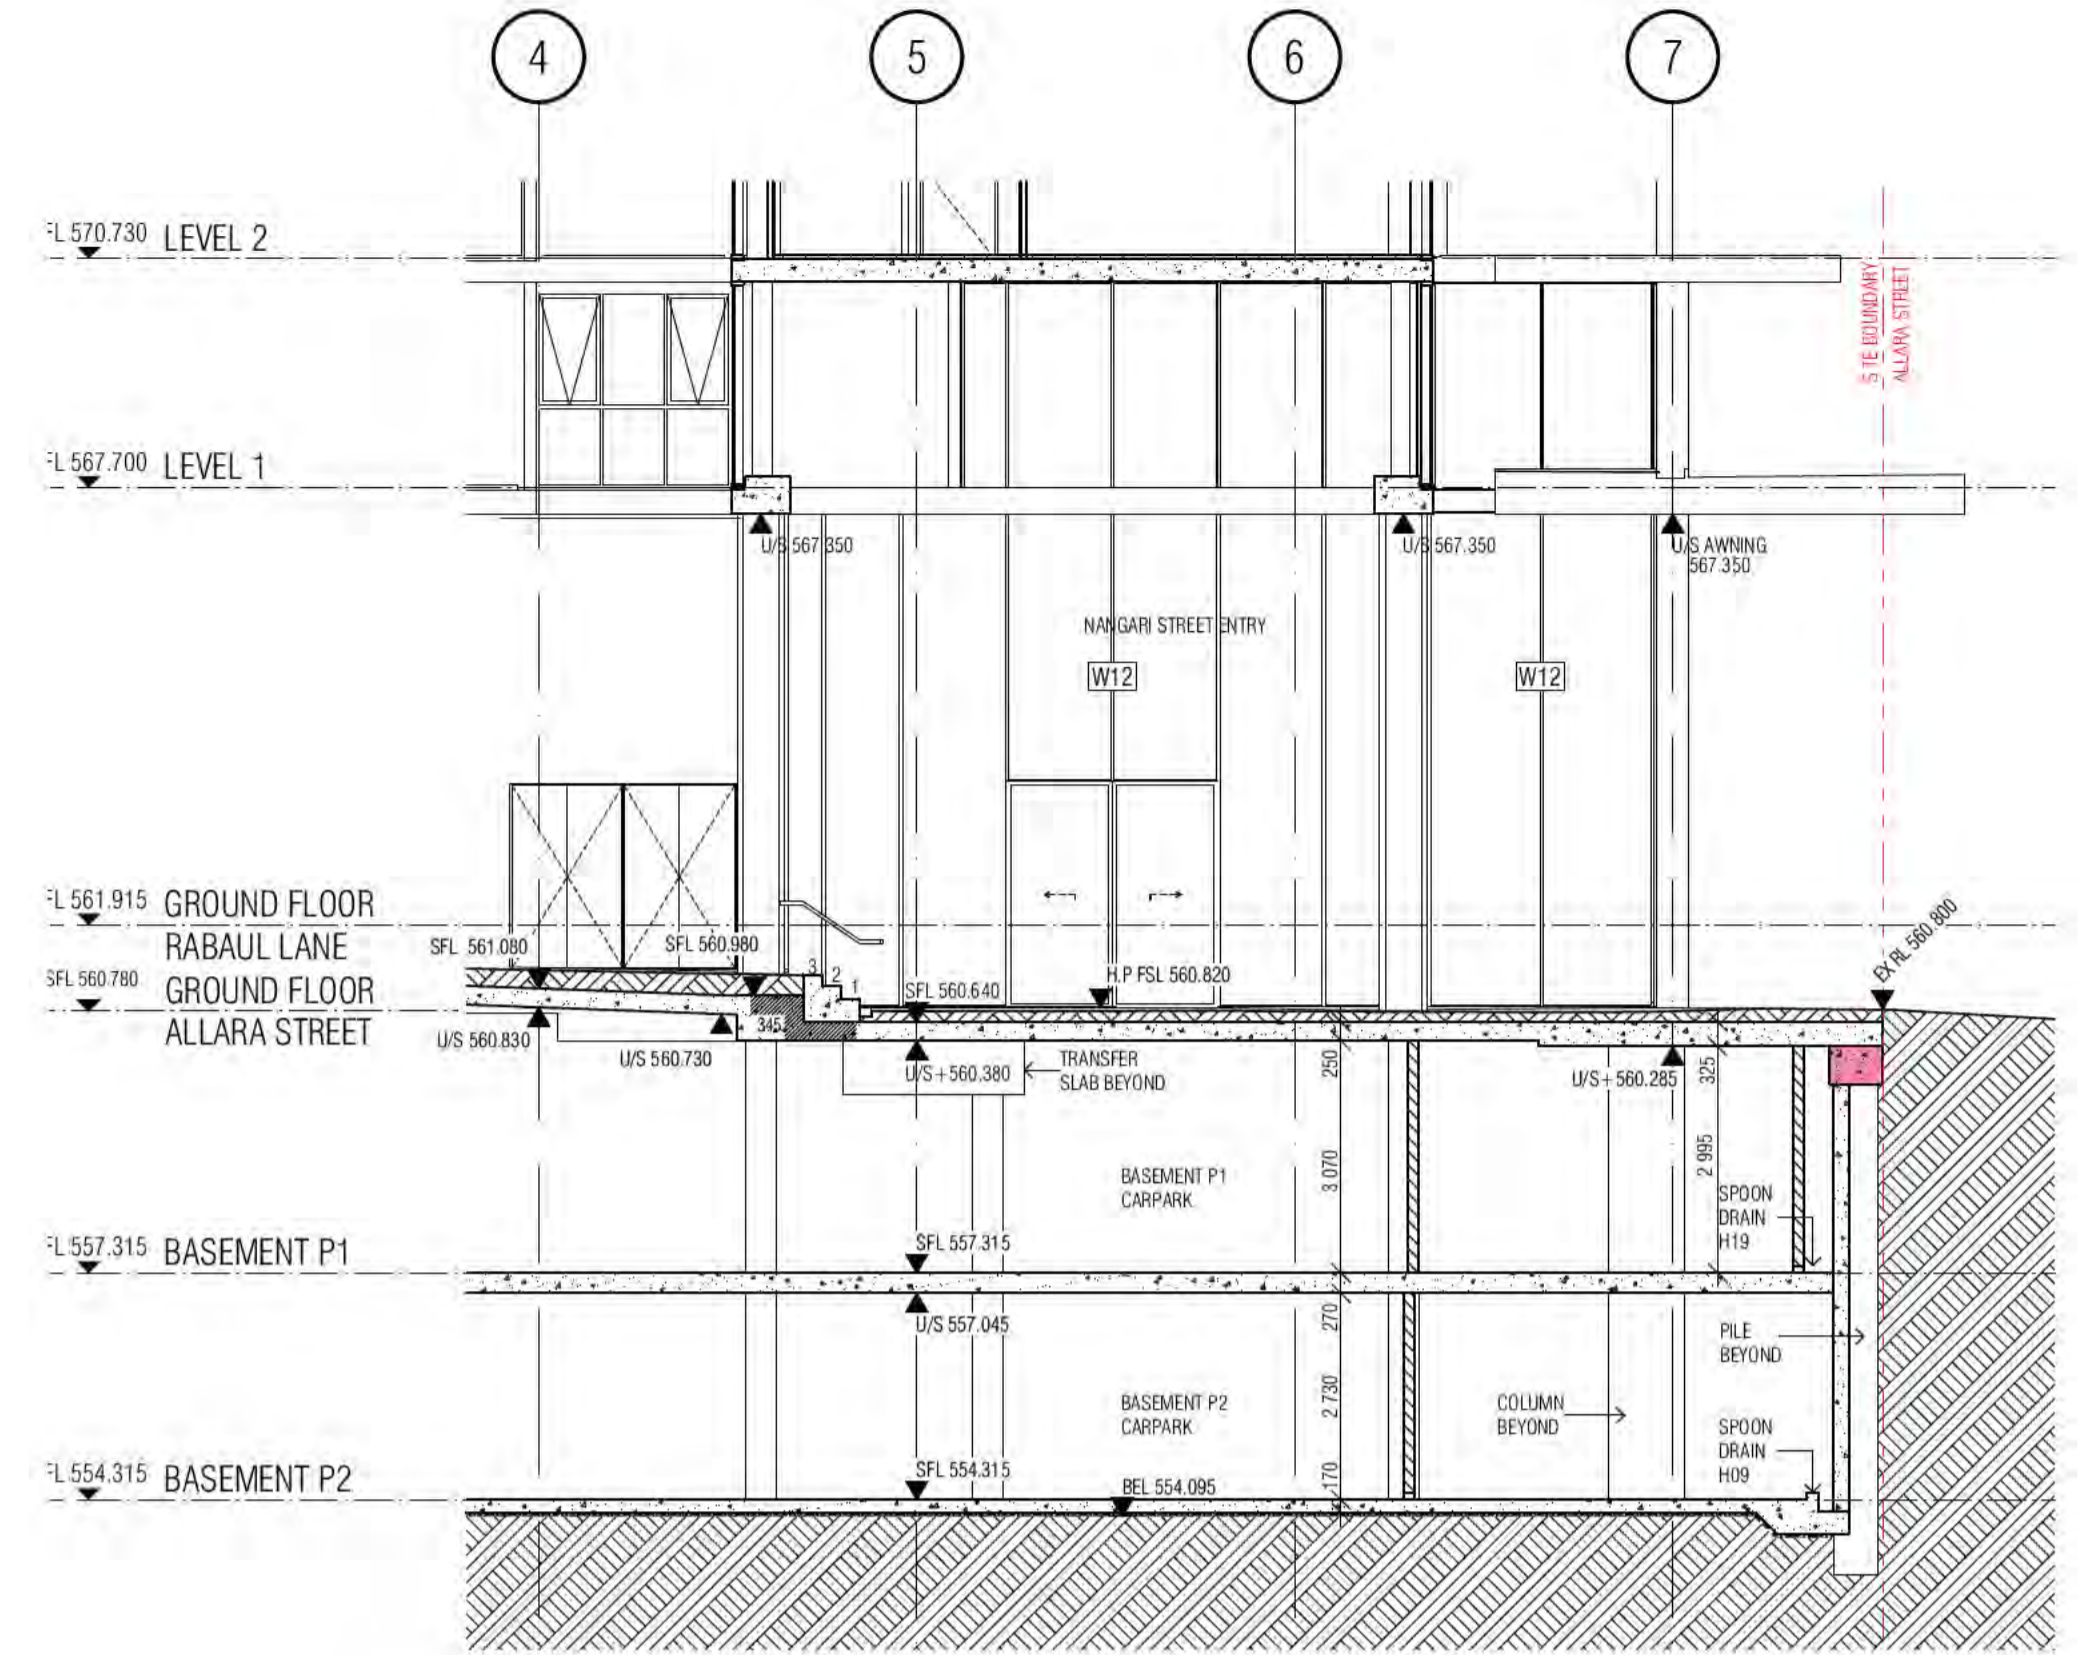 4
5
6
7
FL 570.730 LEVEL 2
SITE BOUNDARY
ALLARA STREET
FL 567.700 LEVEL 1
U/S 567.350
U/S 567.350
U/S AWNING
567.350
NANGARI STREET ENTRY
W12
W12
FL 561.915 GROUND FLOOR
RABAUL LANE
SFL 561.080
SFL 560.980
EX RL 560.800
SFL 560.780 GROUND FLOOR
ALLARA STREET
3
2
1
SFL 560.640
H.P FSL 560.820
345
U/S 560.830
U/S 560.730
U/S+560.380
TRANSFER
SLAB BEYOND
250
U/S+560.285
325
BASEMENT P1
CARPARK
3 070
2 995
SPOON
DRAIN
H19
FL 557.315 BASEMENT P1
SFL 557.315
U/S 557.045
270
PILE
BEYOND
BASEMENT P2
CARPARK
2 730
COLUMN
BEYOND
SPOON
DRAIN
H09
FL 554.315 BASEMENT P2
SFL 554.315
BEL 554.095
170